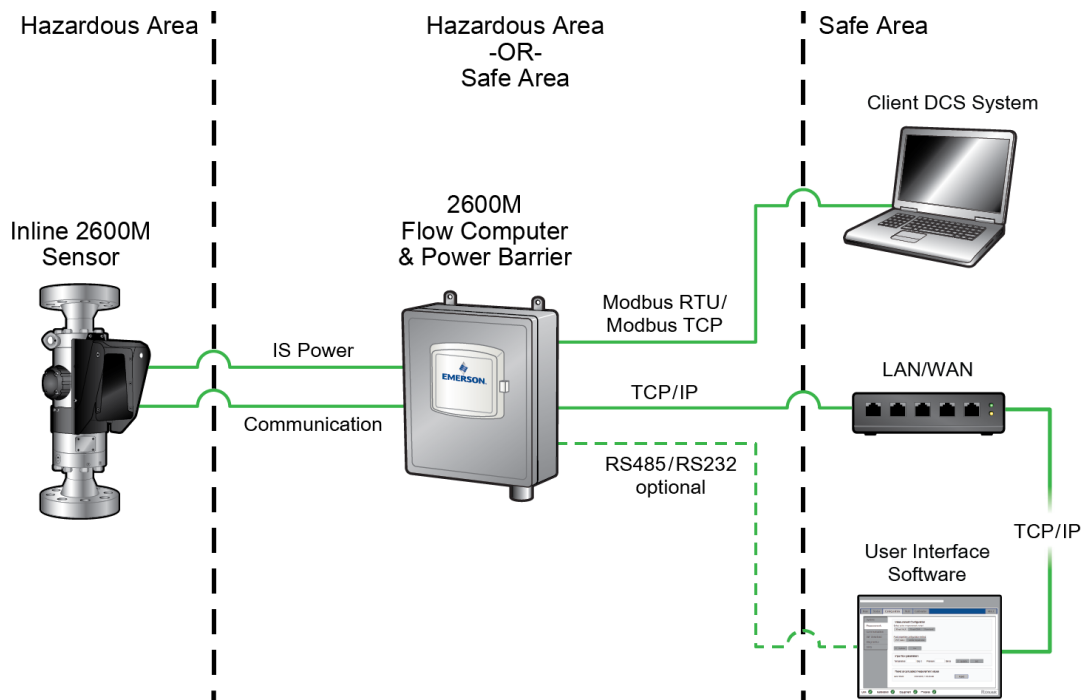 Hazardous Area
Hazardous Area
-OR-
Safe Area
Safe Area
Client DCS System
Inline 2600M
Sensor
2600M
Flow Computer
& Power Barrier
EMERSON
IS Power
Communication
Modbus RTU/
Modbus TCP
TCP/IP
RS485/RS232
optional
LAN/WAN
TCP/IP
User Interface
Software